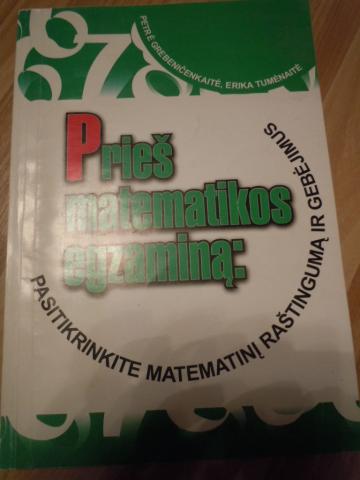 PETRĖ GREBENIČENKAITĖ, ERIKA TUMĖNAITĖ
Prieš
matematikos
egzaminą:
PASITIKRINKITE MATEMATINĮ RAŠTINGUMĄ IR GEBĖJIMUS